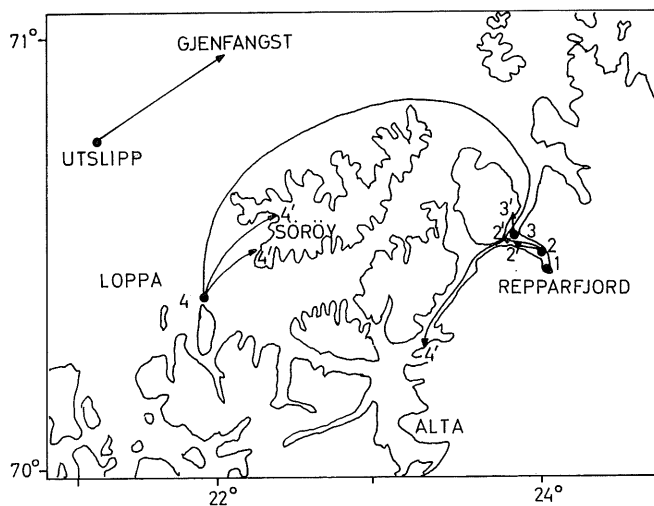 71°
GJENFANGST
UTSLIPP
4'
SÖRÖY
4'
3'
2'
3
2'
2
1
LOPPA
4
REPPARFJORD
4'
ALTA
70°
22°
24°